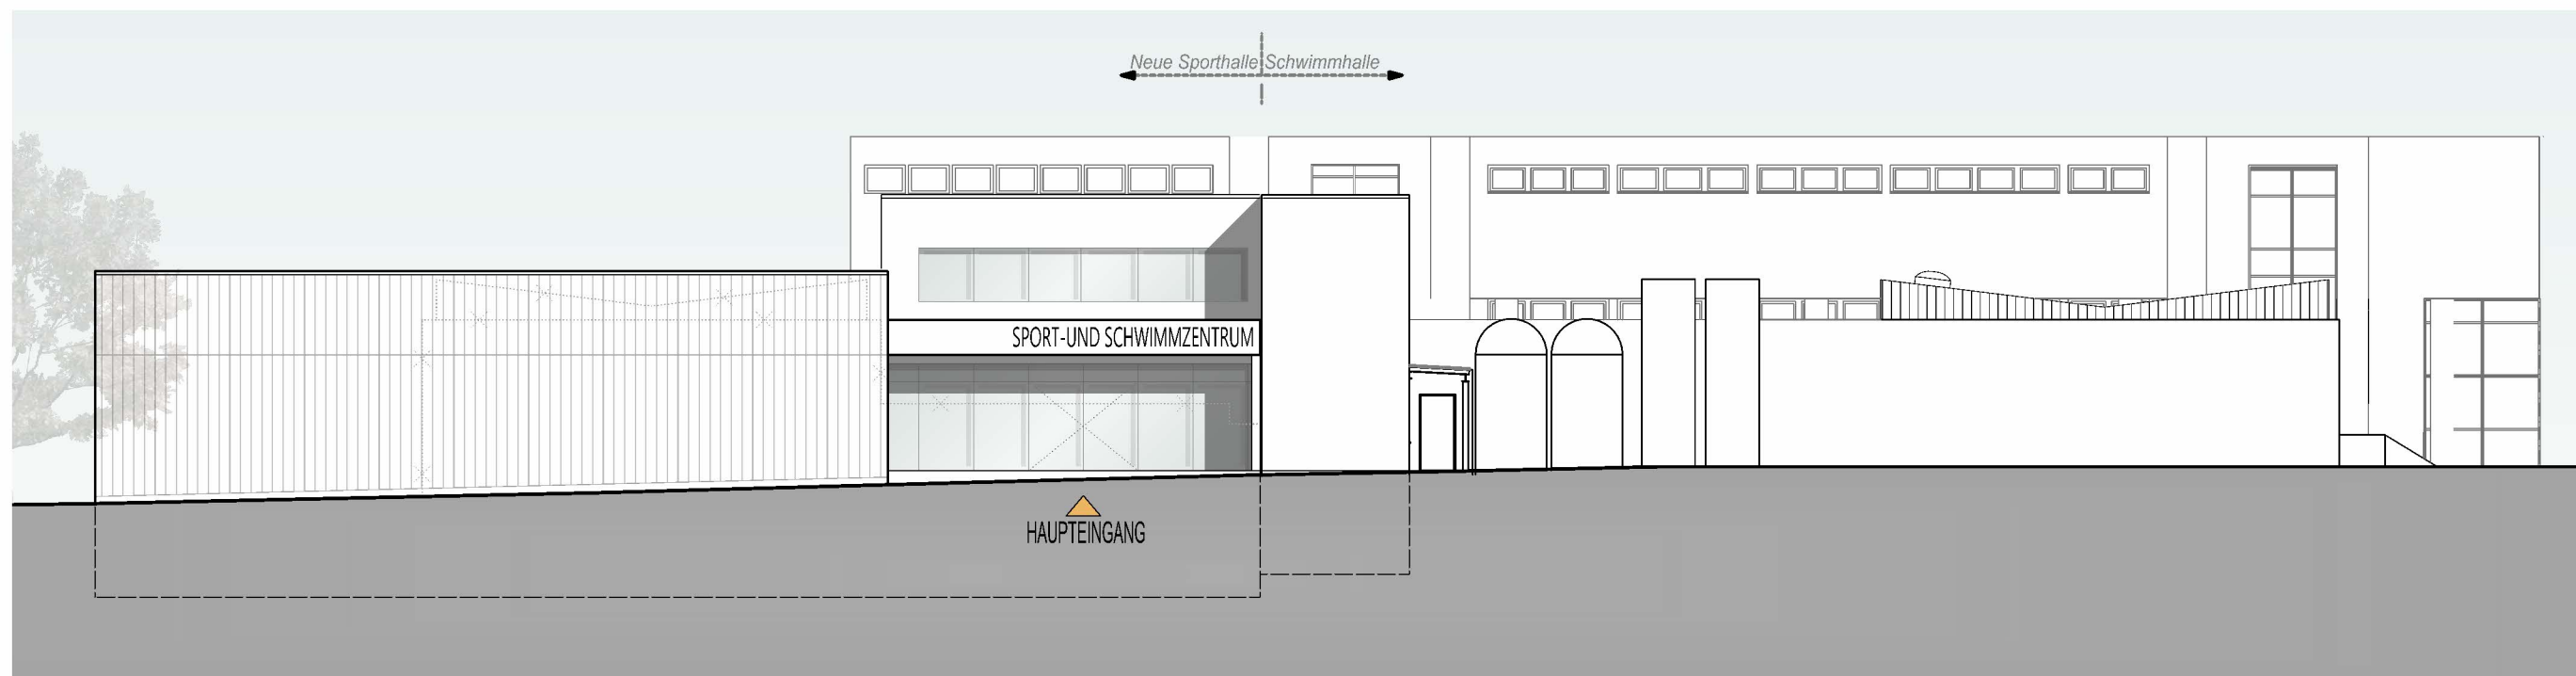 Neue Sporthalle Schwimmhalle
SPORT-UND SCHWIMMZENTRUM
HAUPTEINGANG